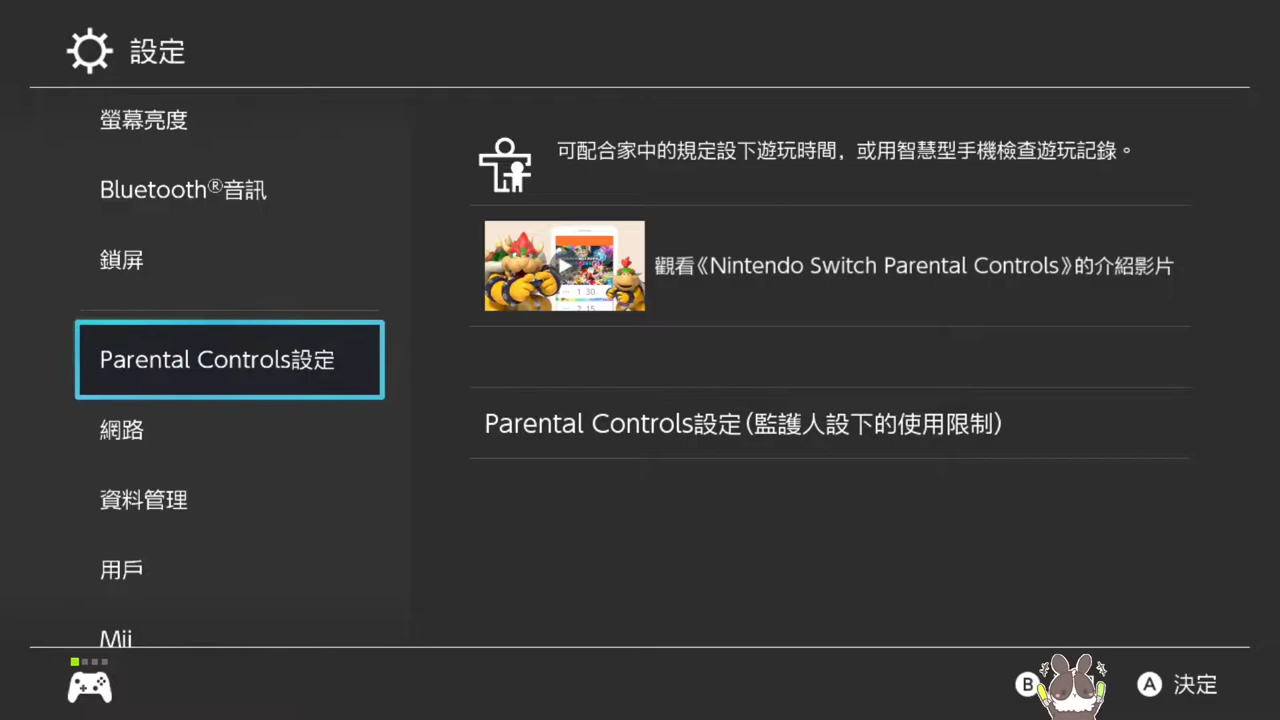 設定
螢幕亮度
Bluetooth®音訊
鎖屏
Parental Controls設定
網路
資料管理
用戶
Mii
可配合家中的規定設下遊玩時間，或用智慧型手機檢查遊玩記錄。
1 30
2 15
觀看《Nintendo Switch Parental Controls》的介紹影片
Parental Controls設定（監護人設下的使用限制）
B
A 決定